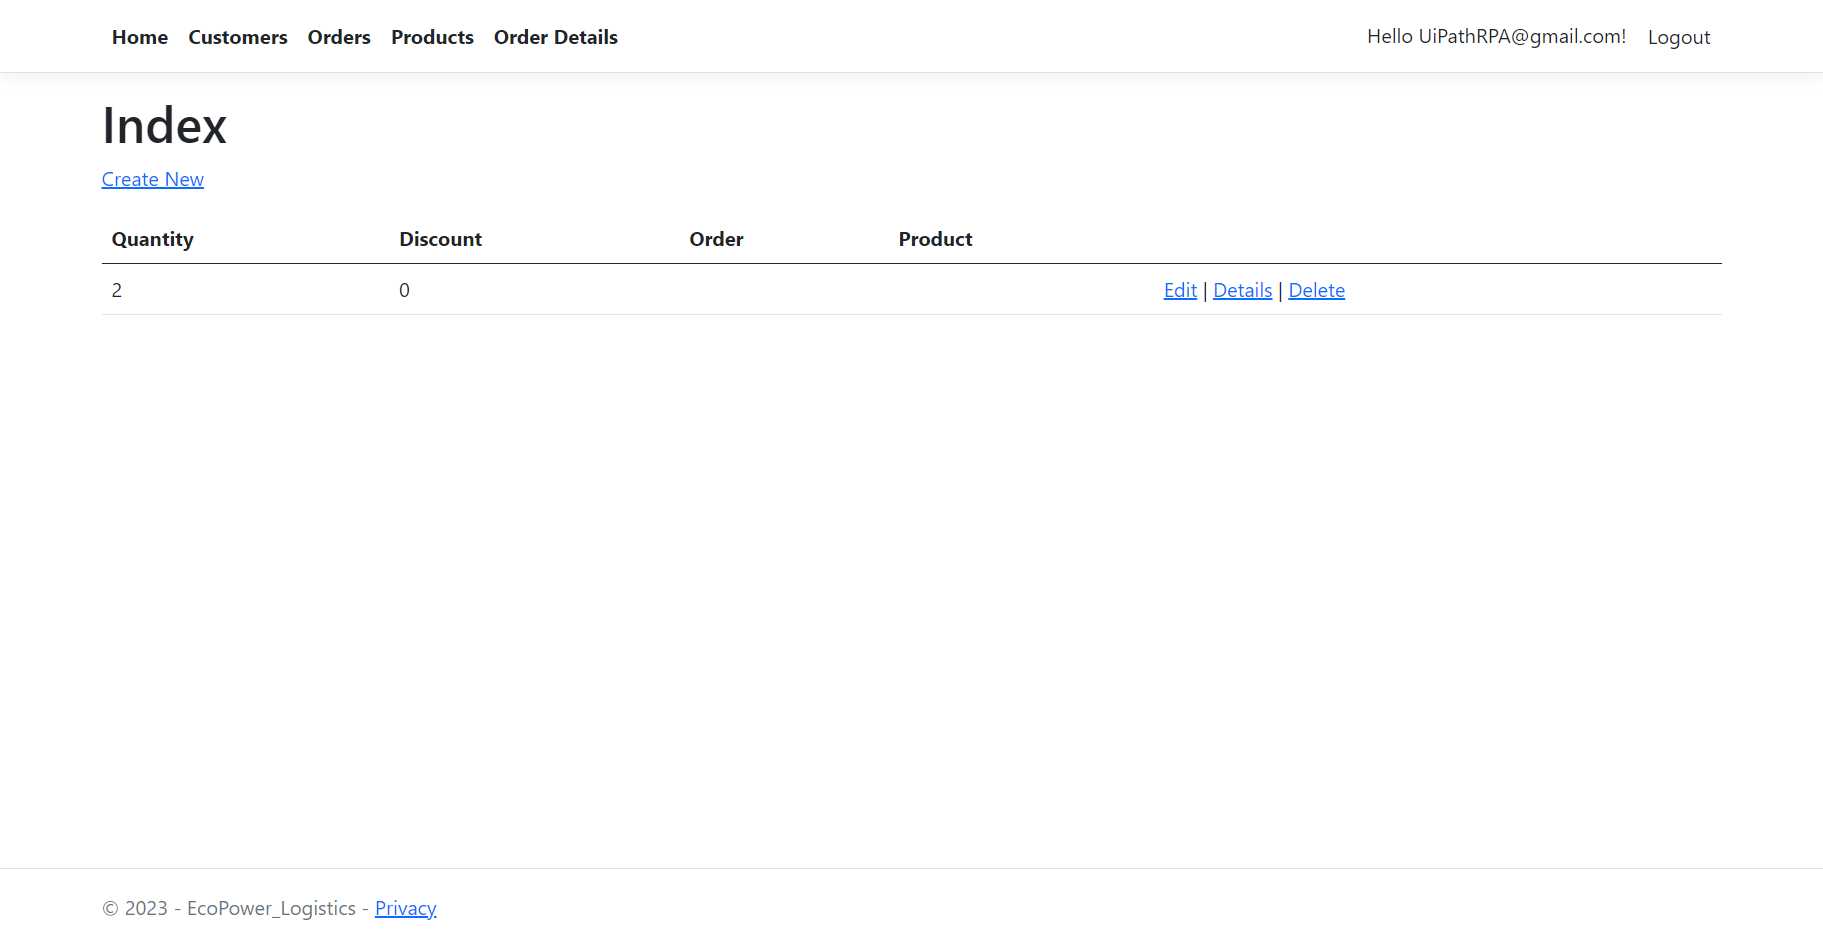 Home Customers Orders Products Order Details Hello UiPathRPA@gmail.com! Logout
Index
Create New
Quantity Discount Order Product
2 0 Edit | Details | Delete
© 2023 - EcoPower_Logistics - Privacy